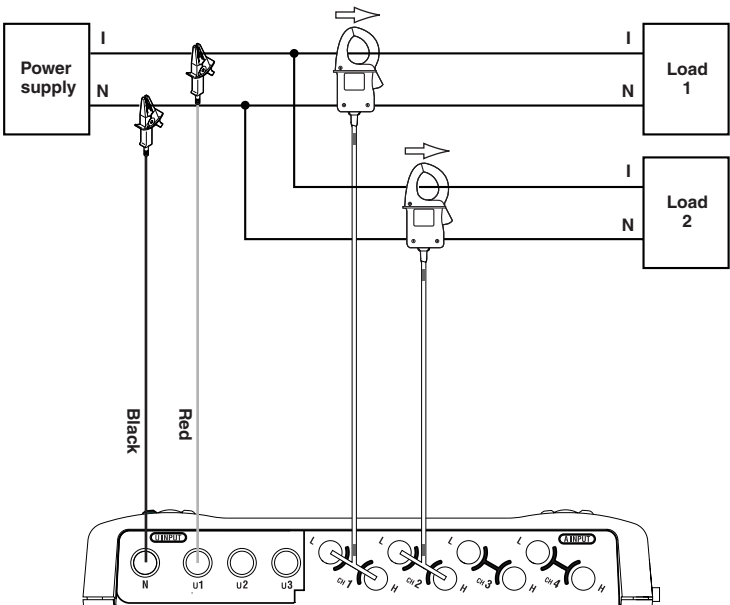 I
I
Power
supply
Load
1
N
N
I
Load
2
N
Black
Red
U INPUT
A INPUT
N
U1
U2
U3
L
CH 1
H
L
CH 2
H
L
CH 3
H
L
CH 4
H